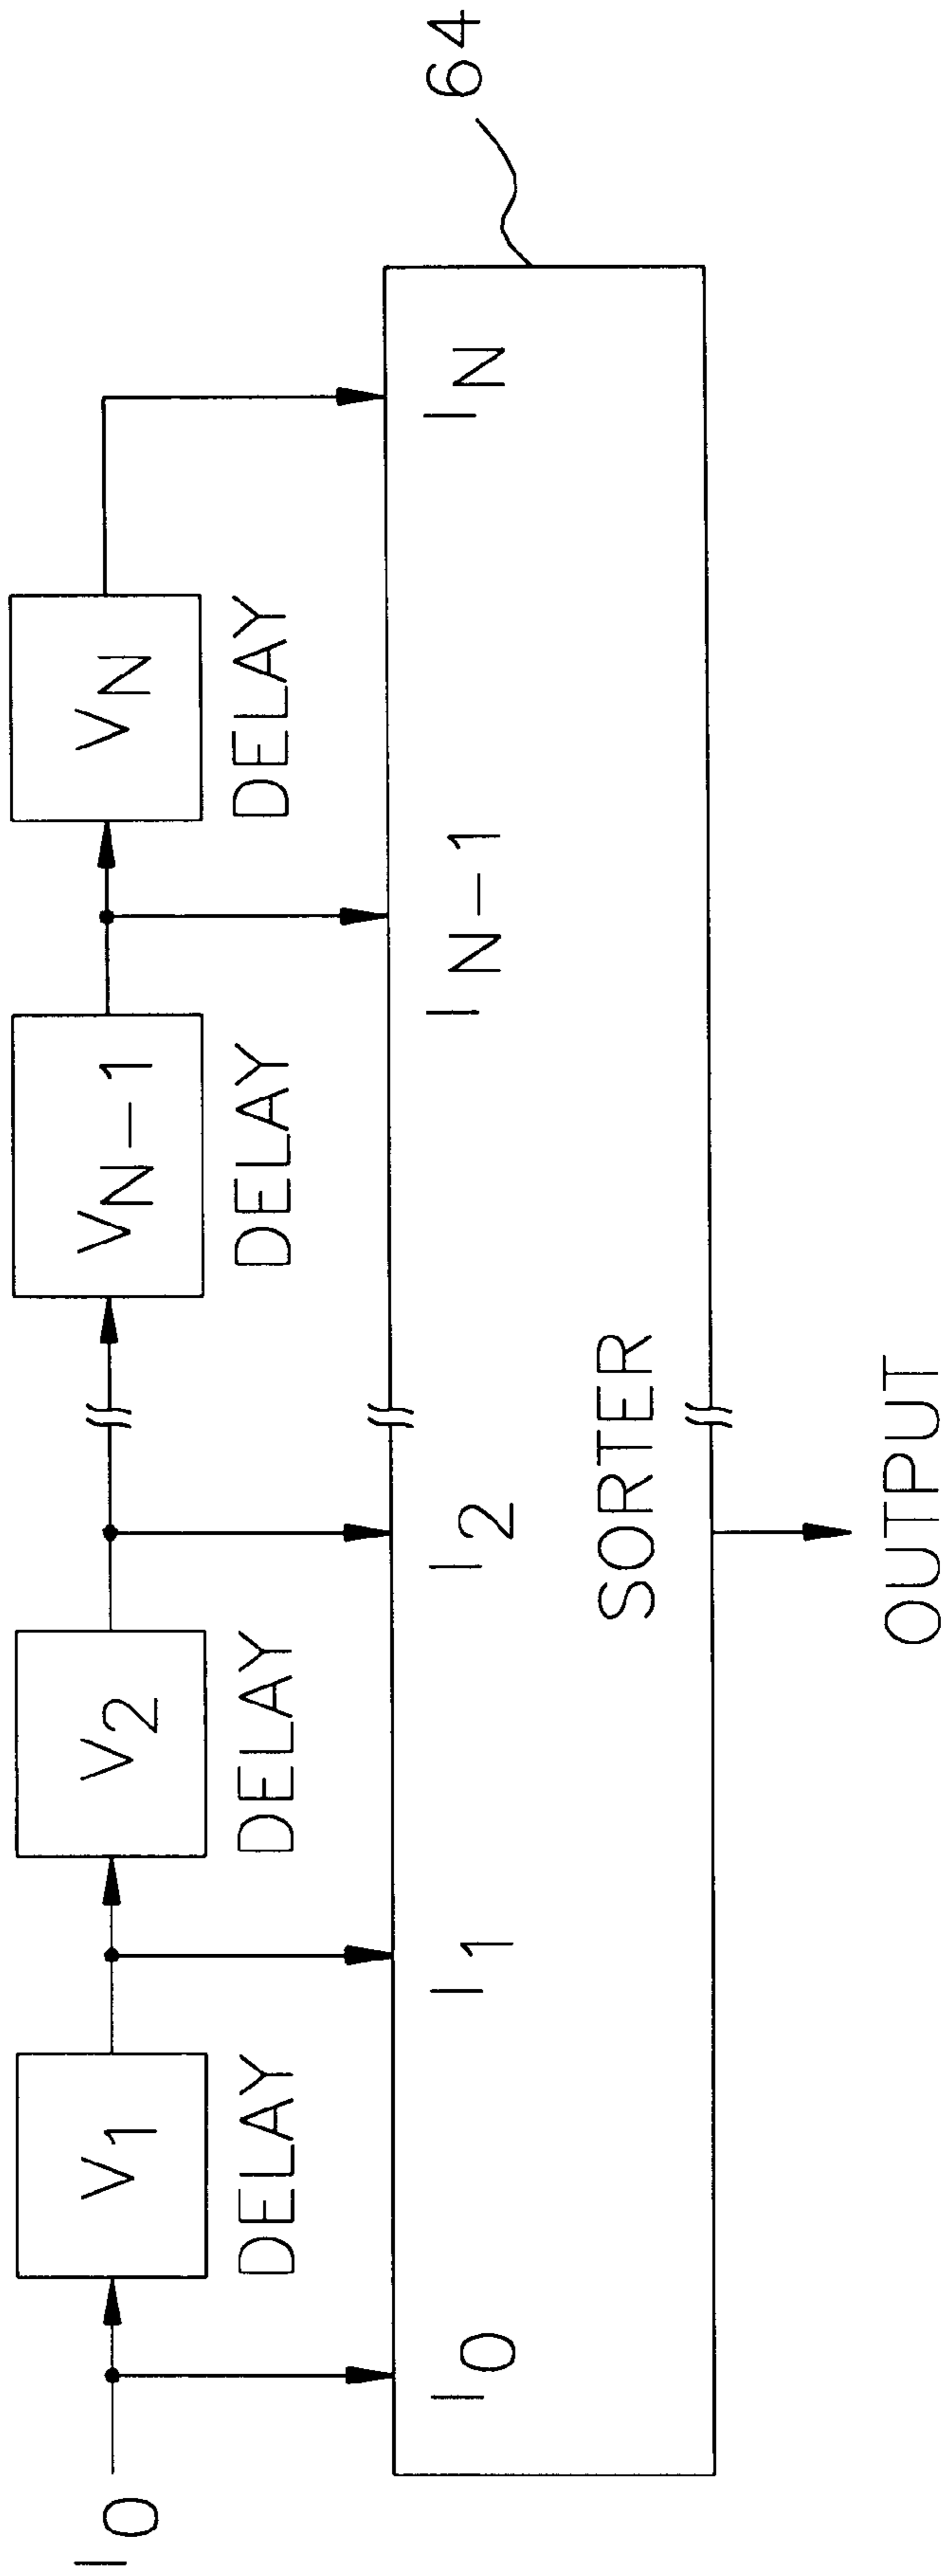 I0
V1
V2
VN-1
VN
DELAY
DELAY
DELAY
DELAY
I0
I1
I2
IN-1
IN
64
SORTER
OUTPUT